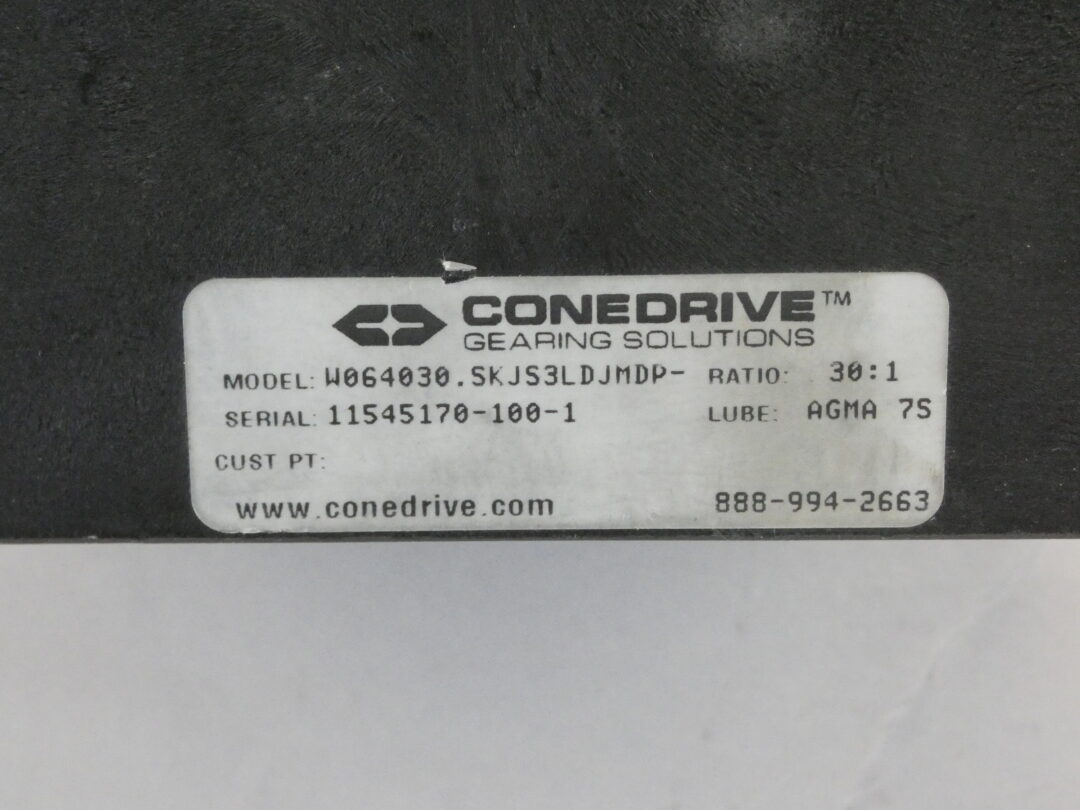 CONEDRIVE™
GEARING SOLUTIONS
MODEL: W064030.SKJS3LDJMDP- RATIO: 30:1
SERIAL: 11545170-100-1 LUBE: AGMA 7S
CUST PT:
www.conedrive.com 888-994-2663